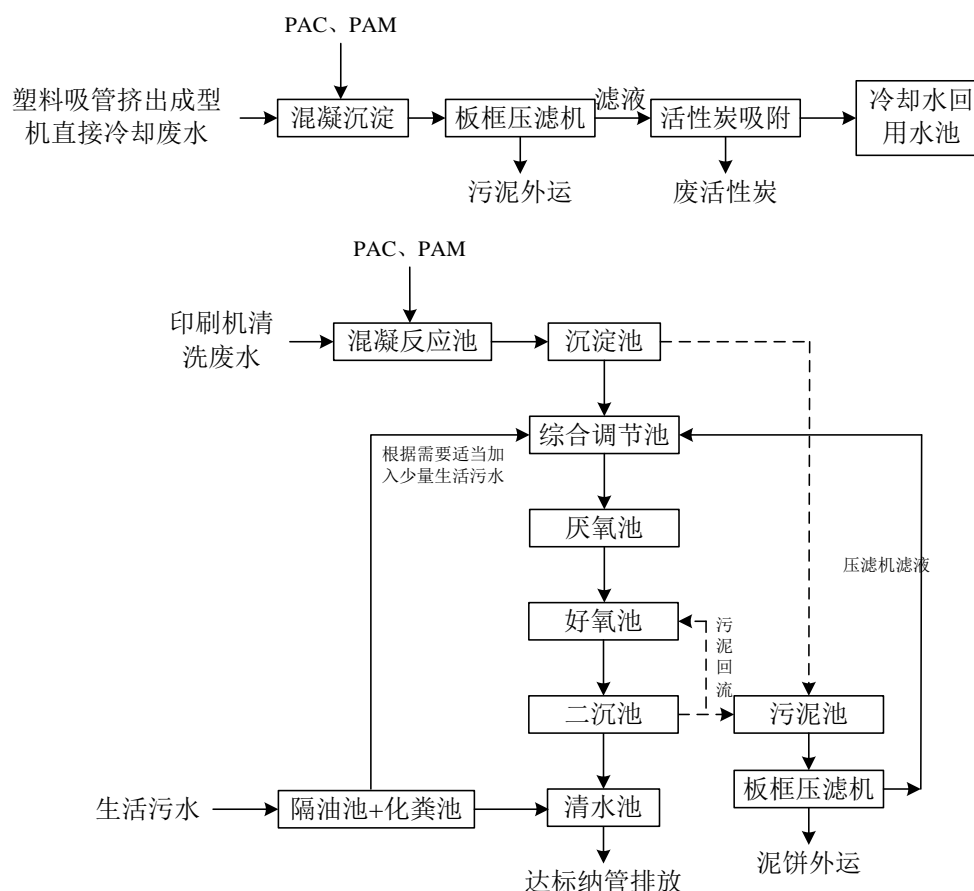 PAC、PAM
塑料吸管挤出成型
机直接冷却废水
混凝沉淀
板框压滤机
滤液
活性炭吸附
冷却水回
用水池
污泥外运
废活性炭
PAC、PAM
印刷机清
洗废水
混凝反应池
沉淀池
综合调节池
根据需要适当加
入少量生活污水
厌氧池
压滤机滤液
好氧池
污
泥
回
流
二沉池
污泥池
生活污水
隔油池+化粪池
清水池
板框压滤机
泥饼外运
达标纳管排放